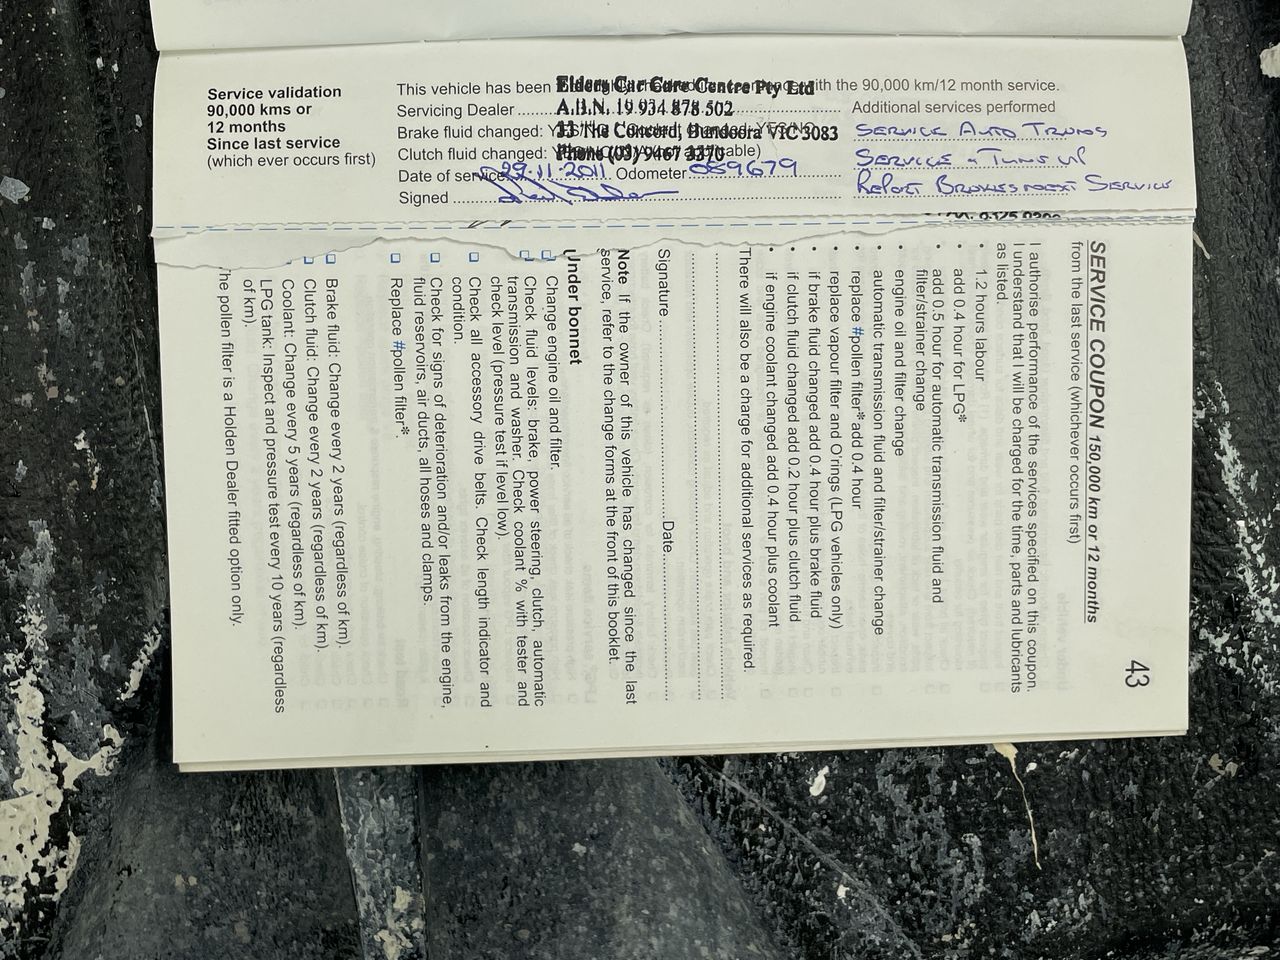 Service validation
90,000 kms or
12 months
Since last service
(which ever occurs first)
This vehicle has been with the 90,000 km/12 month service.
Servicing Dealer
Brake fluid changed: YES/NO
Clutch fluid changed:
Date of service 29.11.2011 Odometer 089679
Signed
Elders Car Care Centre Pty Ltd
A.B.N. 19 934 878 502
13 The Concord, Bundoora VIC 3083
Phone (03) 9467 3370
Additional services performed
SERVICE AUTO TRANS
SERVICE & TUNE UP
REPORT BROKES NEXT SERVICE
43
SERVICE COUPON 150,000 km or 12 months
from the last service (whichever occurs first)
I authorise performance of the services specified on this coupon.
I understand that I will be charged for the time, parts and lubricants
as listed.
• 1.2 hours labour
• add 0.4 hour for LPG*
• add 0.5 hour for automatic transmission fluid and
filter/strainer change
• engine oil and filter change
automatic transmission fluid and filter/strainer change
• replace #pollen filter* add 0.4 hour
• replace vapour filter and O'rings (LPG vehicles only)
• if brake fluid changed add 0.4 hour plus brake fluid
• if clutch fluid changed add 0.2 hour plus clutch fluid
• if engine coolant changed add 0.4 hour plus coolant
There will also be a charge for additional services as required.
Signature Date
Note If the owner of this vehicle has changed since the last
service, refer to the change forms at the front of this booklet.
Under bonnet
Change engine oil and filter.
Check fluid levels: brake, power steering, clutch, automatic
transmission and washer. Check coolant % with tester and
check level (pressure test if level low).
Check all accessory drive belts. Check length indicator and
condition.
Check for signs of deterioration and/or leaks from the engine,
fluid reservoirs, air ducts, all hoses and clamps.
Replace #pollen filter*.
Brake fluid: Change every 2 years (regardless of km).
Clutch fluid: Change every 2 years (regardless of km).
Coolant: Change every 5 years (regardless of km).
LPG tank: Inspect and pressure test every 10 years (regardless
of km).
he pollen filter is a Holden Dealer fitted option only.